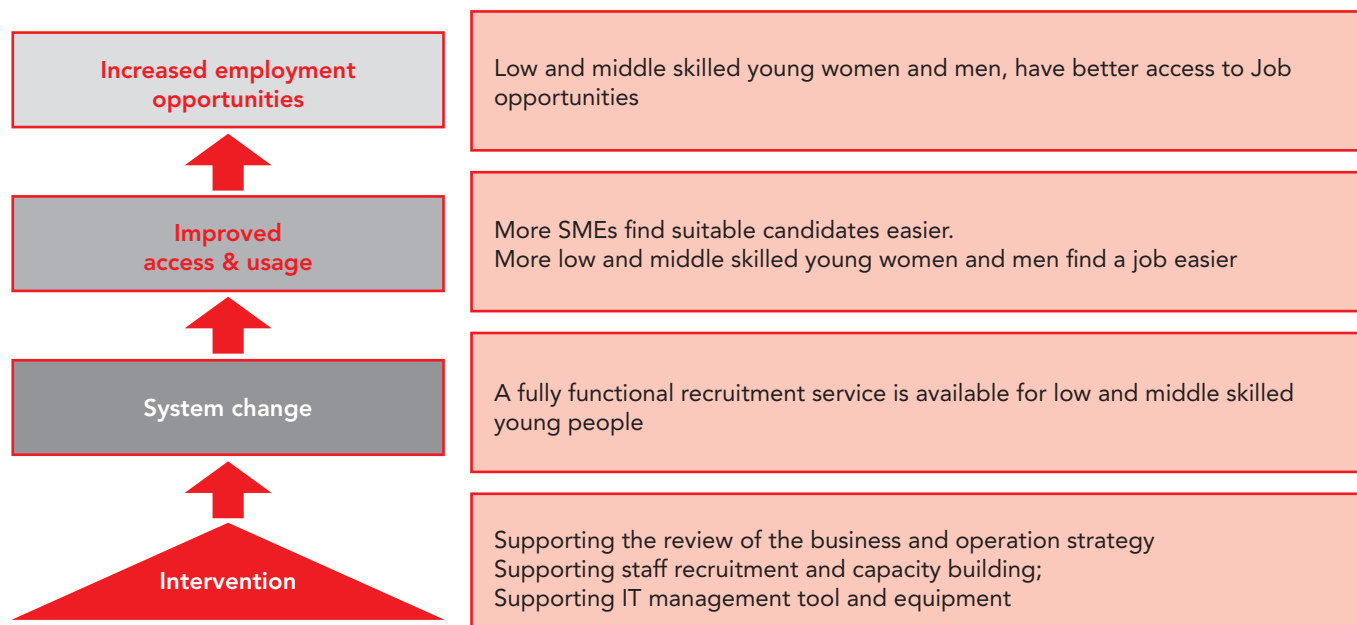 Increased employment
opportunities
Low and middle skilled young women and men, have better access to Job
opportunities
Improved
access & usage
More SMEs find suitable candidates easier.
More low and middle skilled young women and men find a job easier
System change
A fully functional recruitment service is available for low and middle skilled
young people
Intervention
Supporting the review of the business and operation strategy
Supporting staff recruitment and capacity building;
Supporting IT management tool and equipment